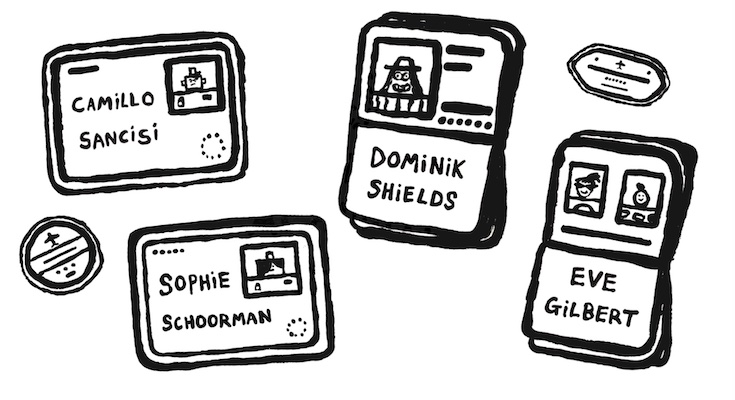 CAMiLLO
SANCiSi
SOPHiE
SCHOORMAN
DOMiNiK
SHiELDS
EVE
GiLBERT